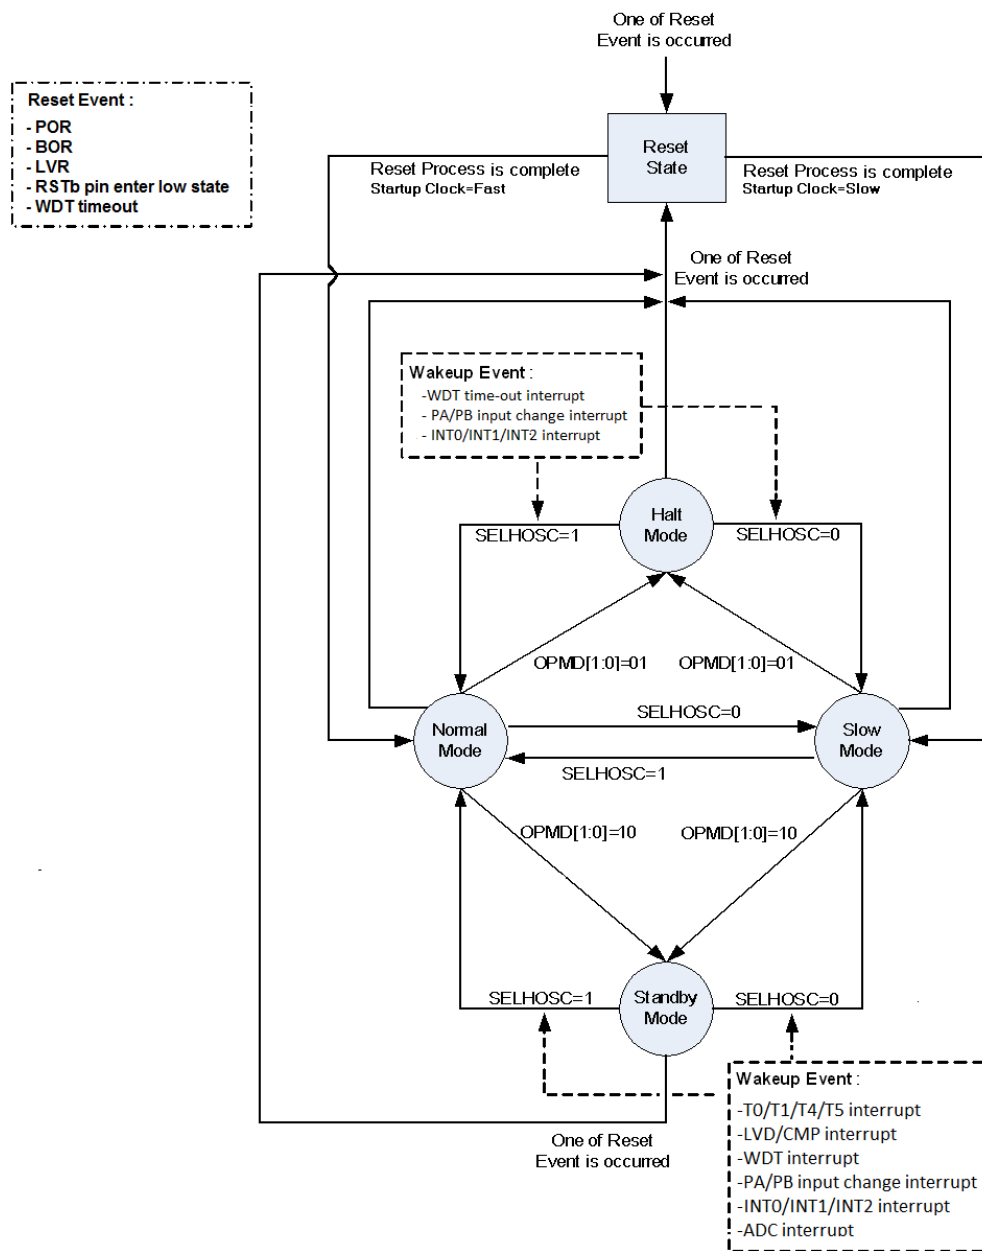 One of Reset
Event is occurred
Reset Event :
- POR
- BOR
- LVR
- RSTb pin enter low state
- WDT timeout
Reset
State
Reset Process is complete
Startup Clock=Fast
Reset Process is complete
Startup Clock=Slow
One of Reset
Event is occurred
Wakeup Event :
-WDT time-out interrupt
- PA/PB input change interrupt
- INT0/INT1/INT2 interrupt
Halt
Mode
SELHOSC=1
SELHOSC=0
OPMD[1:0]=01
OPMD[1:0]=01
SELHOSC=0
Normal
Mode
Slow
Mode
SELHOSC=1
OPMD[1:0]=10
OPMD[1:0]=10
Standby
Mode
SELHOSC=1
SELHOSC=0
Wakeup Event :
-T0/T1/T4/T5 interrupt
-LVD/CMP interrupt
-WDT interrupt
-PA/PB input change interrupt
-INT0/INT1/INT2 interrupt
-ADC interrupt
One of Reset
Event is occurred